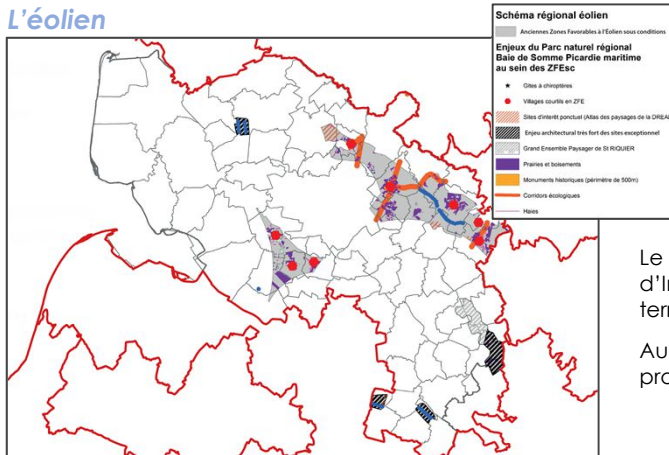 L'éolien
Schéma régional éolien
Anciennes Zones Favorables à l'Éolien sous conditions
Enjeux du Parc naturel régional
Baie de Somme Picardie maritime
au sein des ZFEsc
Gîtes à chiroptères
Villages courtils en ZFE
Sites d'intérêt ponctuel (Atlas des paysages de la DREAL
Enjeu architectural très fort des sites exceptionnel
Grand Ensemble Paysager de St RIQUIER
Prairies et boisements
Monuments historiques (périmètre de 500m)
Corridors écologiques
Haies
Le
d'In
terr
Au
pro